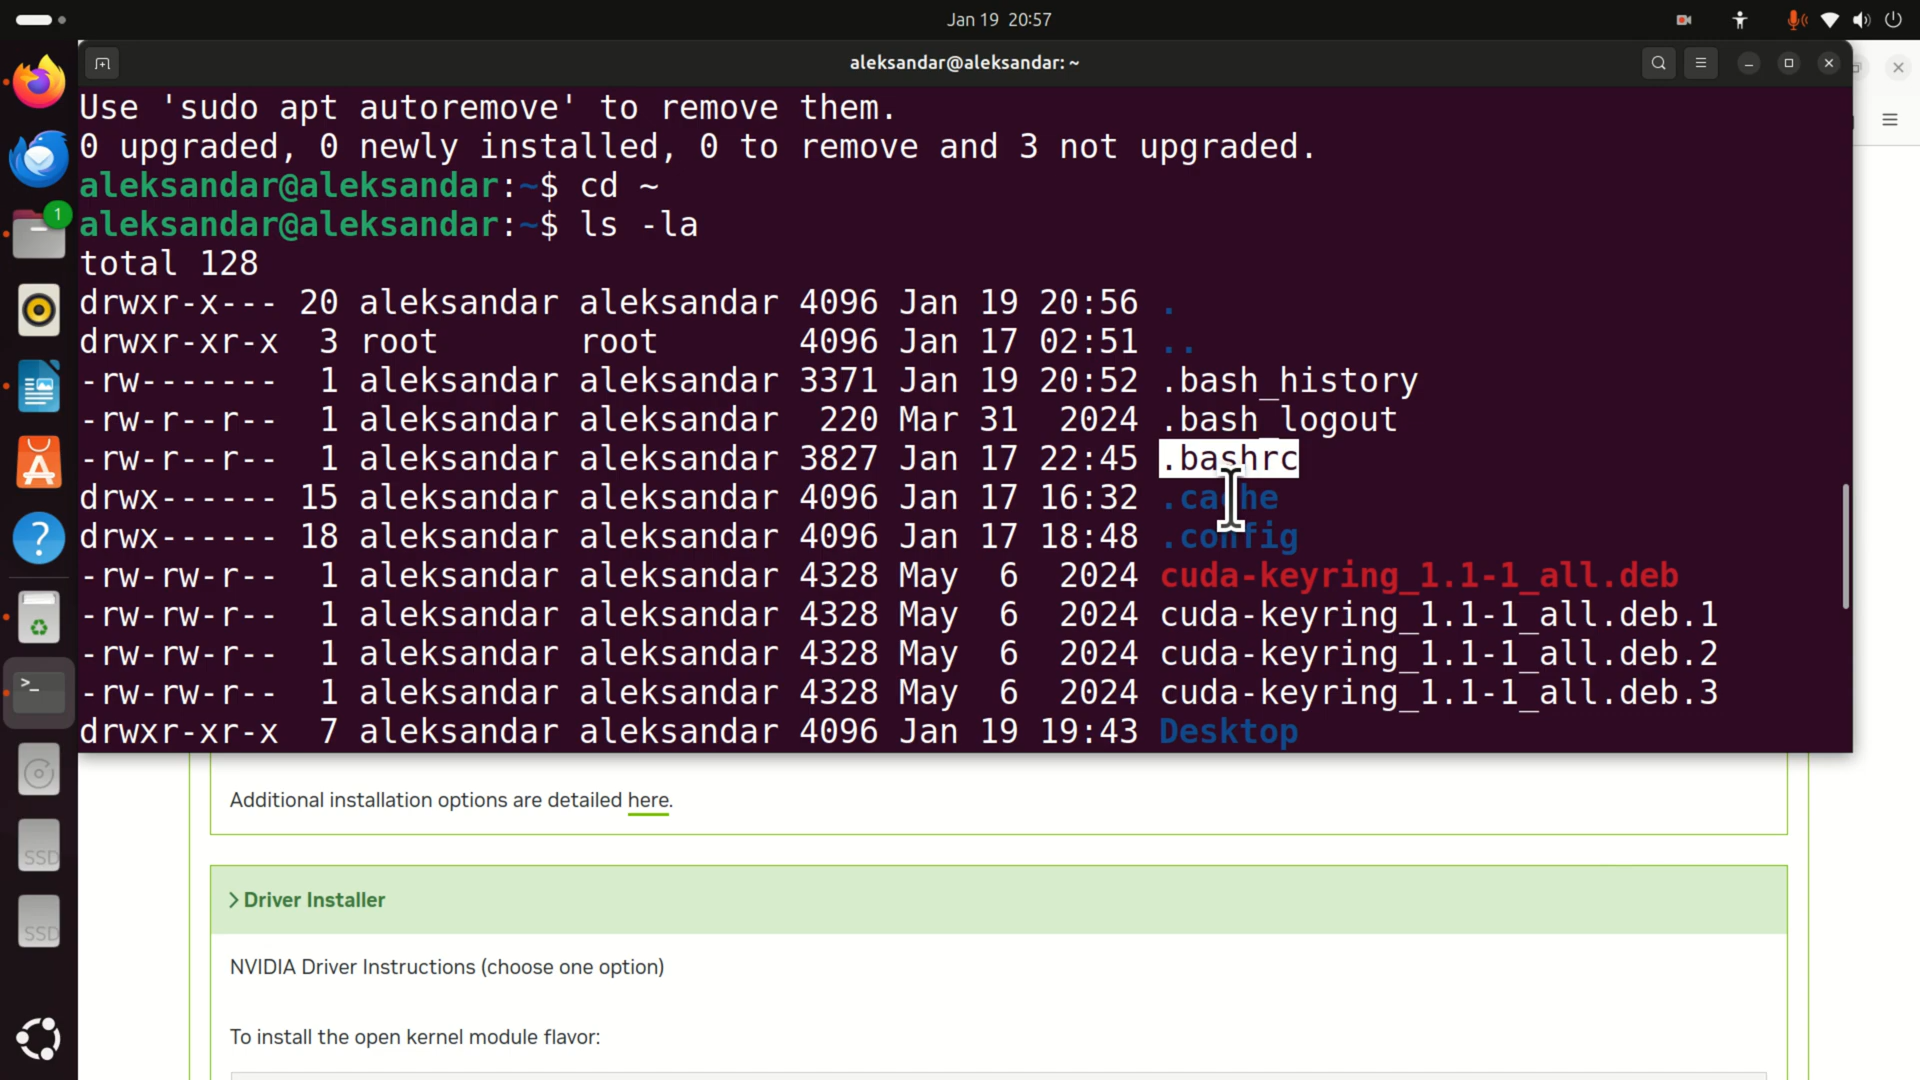 Jan 19 20:57
aleksandar@aleksandar: ~
Use 'sudo apt autoremove' to remove them.
0 upgraded, 0 newly installed, 0 to remove and 3 not upgraded.
aleksandar@aleksandar:~$ cd ~
aleksandar@aleksandar:~$ ls -la
total 128
drwxr-x--- 20 aleksandar aleksandar 4096 Jan 19 20:56 .
drwxr-xr-x  3 root       root       4096 Jan 17 02:51 ..
-rw-------  1 aleksandar aleksandar 3371 Jan 19 20:52 .bash_history
-rw-r--r--  1 aleksandar aleksandar  220 Mar 31  2024 .bash_logout
-rw-r--r--  1 aleksandar aleksandar 3827 Jan 17 22:45 .bashrc
drwx------ 15 aleksandar aleksandar 4096 Jan 17 16:32 .cache
drwx------ 18 aleksandar aleksandar 4096 Jan 17 18:48 .config
-rw-rw-r--  1 aleksandar aleksandar 4328 May  6  2024 cuda-keyring_1.1-1_all.deb
-rw-rw-r--  1 aleksandar aleksandar 4328 May  6  2024 cuda-keyring_1.1-1_all.deb.1
-rw-rw-r--  1 aleksandar aleksandar 4328 May  6  2024 cuda-keyring_1.1-1_all.deb.2
-rw-rw-r--  1 aleksandar aleksandar 4328 May  6  2024 cuda-keyring_1.1-1_all.deb.3
drwxr-xr-x  7 aleksandar aleksandar 4096 Jan 19 19:43 Desktop
1
>_
SSD
SSD
Additional installation options are detailed here.
> Driver Installer
NVIDIA Driver Instructions (choose one option)
To install the open kernel module flavor: